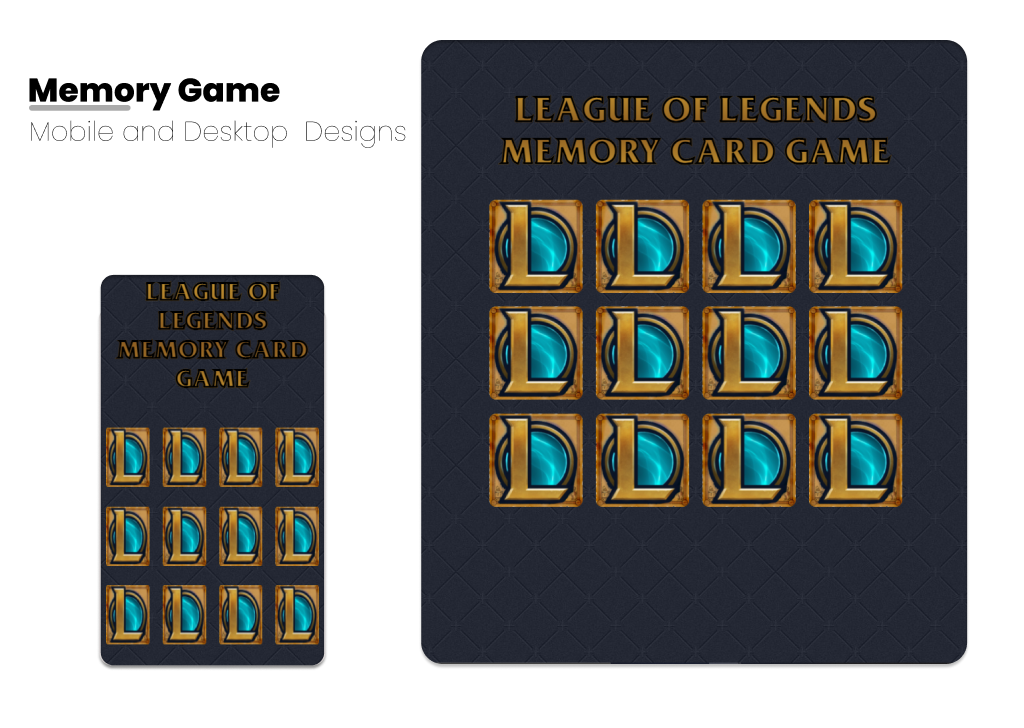 Memory Game
Mobile and Desktop Designs
LEAGUE OF LEGENDS
MEMORY CARD GAME
L L L L
L L L L
L L L L
LEAGUE OF
LEGENDS
MEMORY CARD
GAME
L L L L
L L L L
L L L L